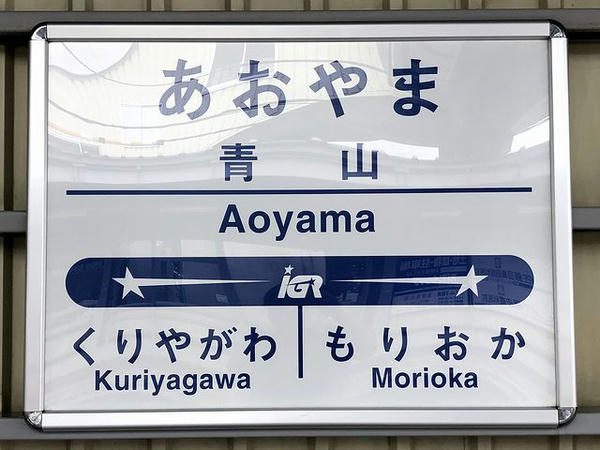 あおやま
青山
Aoyama
IGR
くりやがわ もりおか
Kuriyagawa Morioka